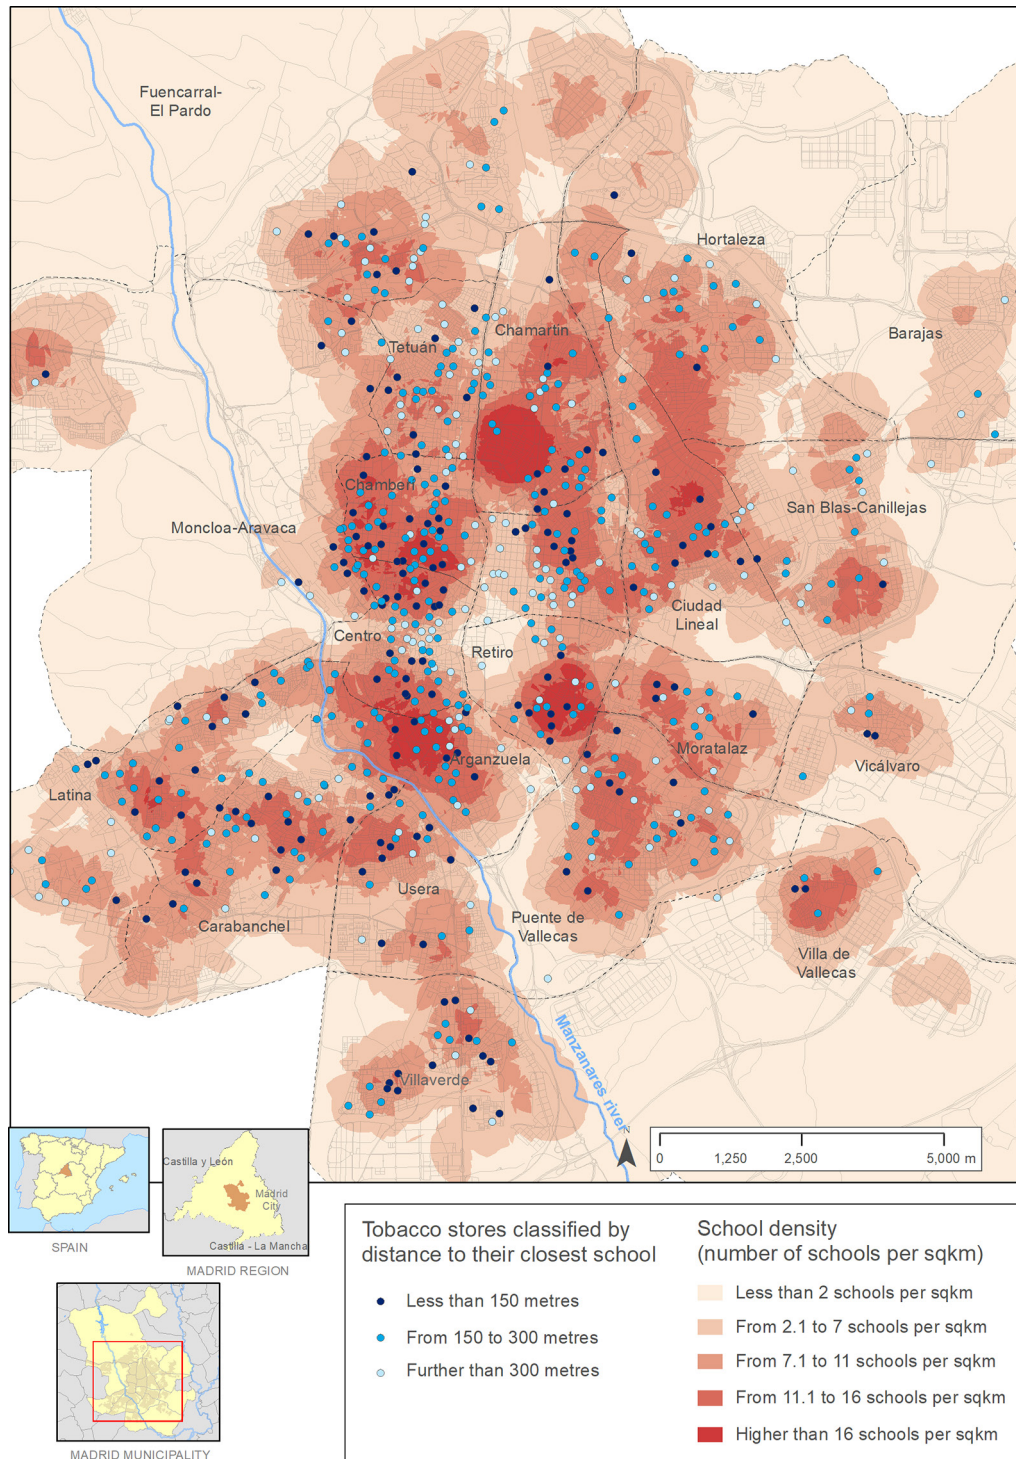 Fuencarral-
El Pardo
Hortaleza
Chamartín
Barajas
Tetuán
Chamberí
San Blas-Canillejas
Moncloa-Aravaca
Ciudad
Lineal
Centro
Retiro
Moratalaz
Arganzuela
Vicálvaro
Latina
Usera
Carabanchel
Puente de
Vallecas
Villa de
Vallecas
Manzanares river
Villaverde
N
0 1,250 2,500 5,000 m
Castilla y León
Madrid
City
Castilla - La Mancha
SPAIN
MADRID REGION
MADRID MUNICIPALITY
Tobacco stores classified by
distance to their closest school
Less than 150 metres
From 150 to 300 metres
Further than 300 metres
School density
(number of schools per sqkm)
Less than 2 schools per sqkm
From 2.1 to 7 schools per sqkm
From 7.1 to 11 schools per sqkm
From 11.1 to 16 schools per sqkm
Higher than 16 schools per sqkm